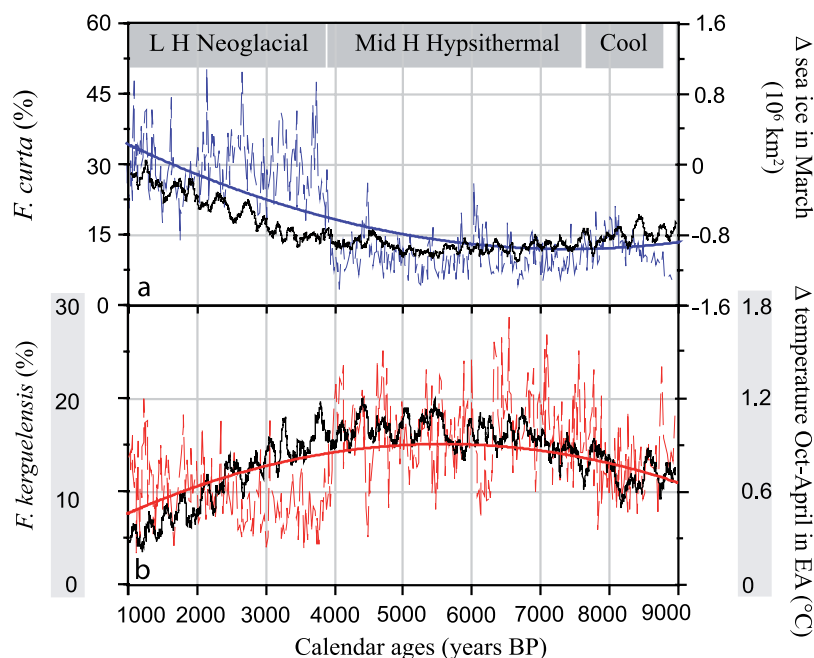 60
45
30
15
0
F. curta (%)
L H Neoglacial
Mid H Hypsithermal
Cool
1.6
0.8
0
-0.8
-1.6
Δ sea ice in March
(10⁶ km²)
a
30
20
10
0
F. kerguelensis (%)
b
1.8
1.2
0.6
0
Δ temperature Oct-April in EA (°C)
1000 2000 3000 4000 5000 6000 7000 8000 9000
Calendar ages (years BP)